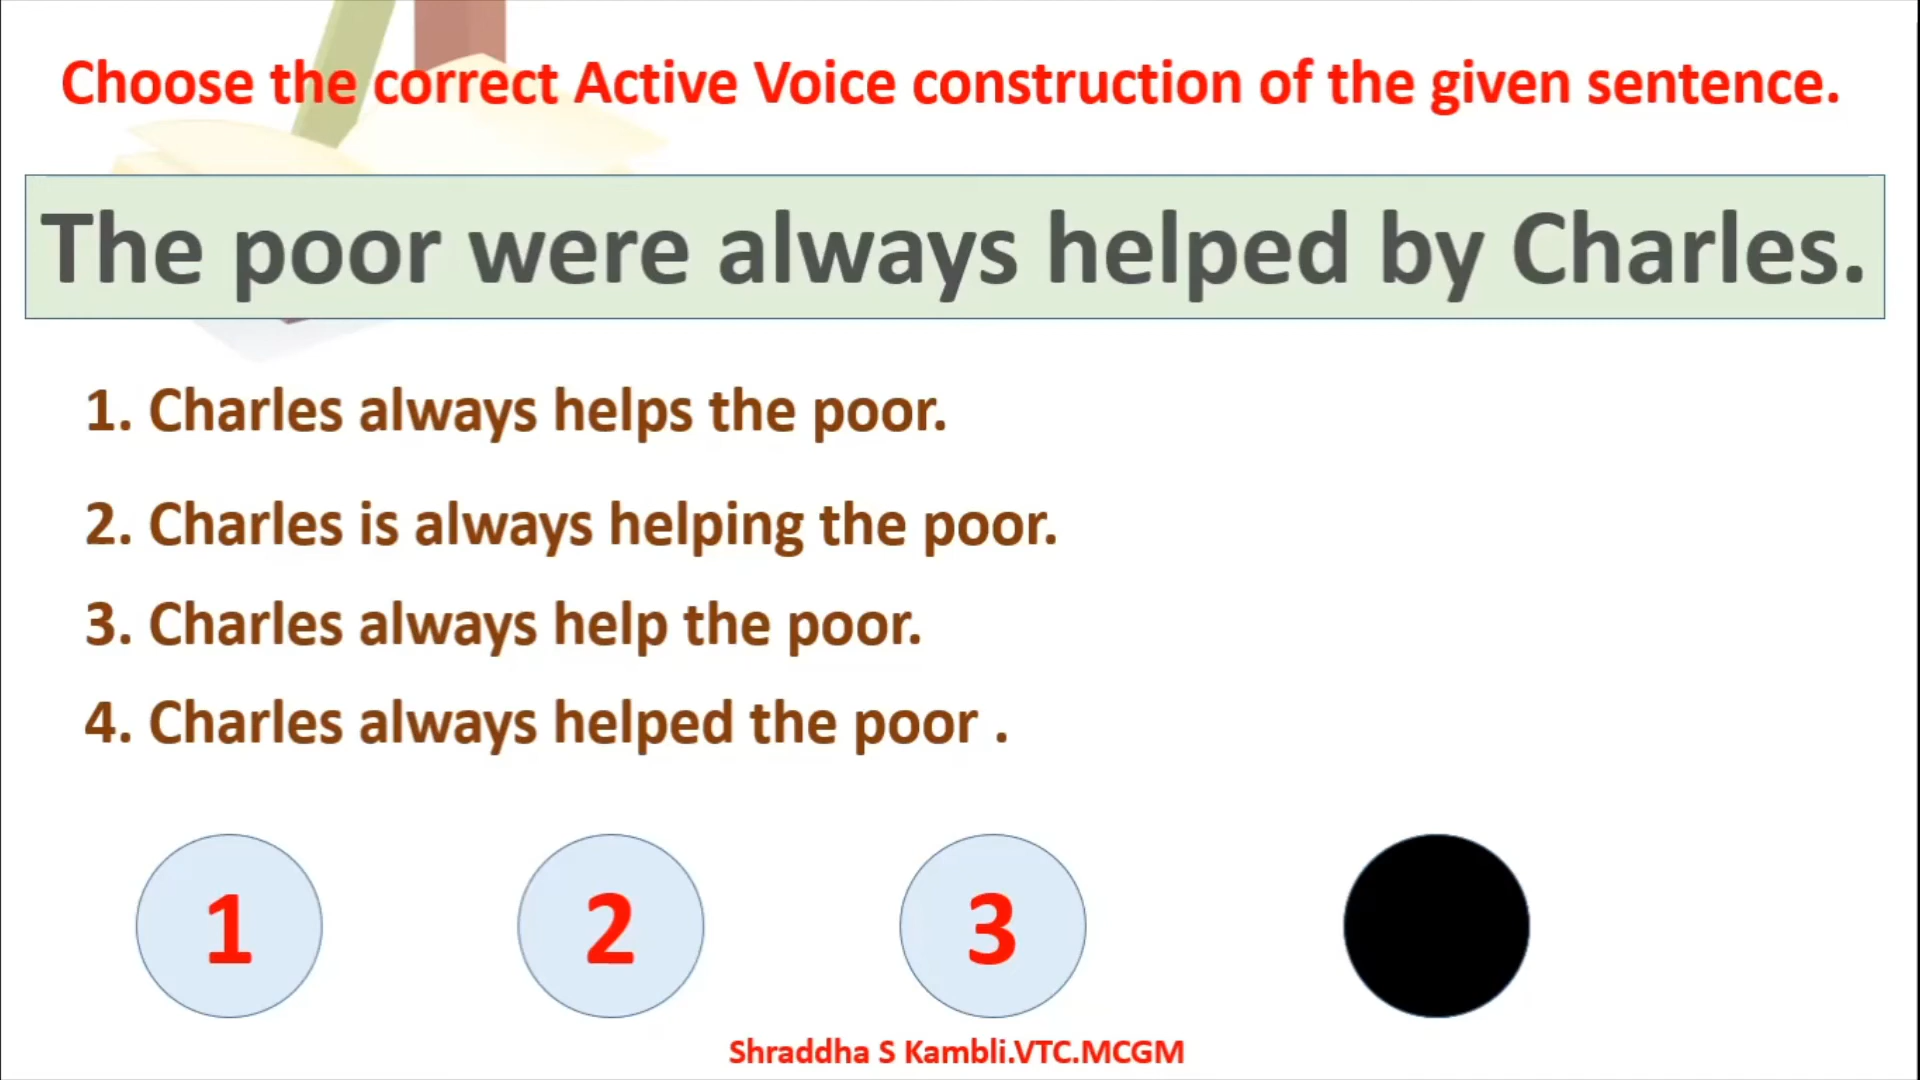 Choose the correct Active Voice construction of the given sentence.
The poor were always helped by Charles.
1. Charles always helps the poor.
2. Charles is always helping the poor.
3. Charles always help the poor.
4. Charles always helped the poor .
1 2 3
Shraddha S Kambli.VTC.MCGM